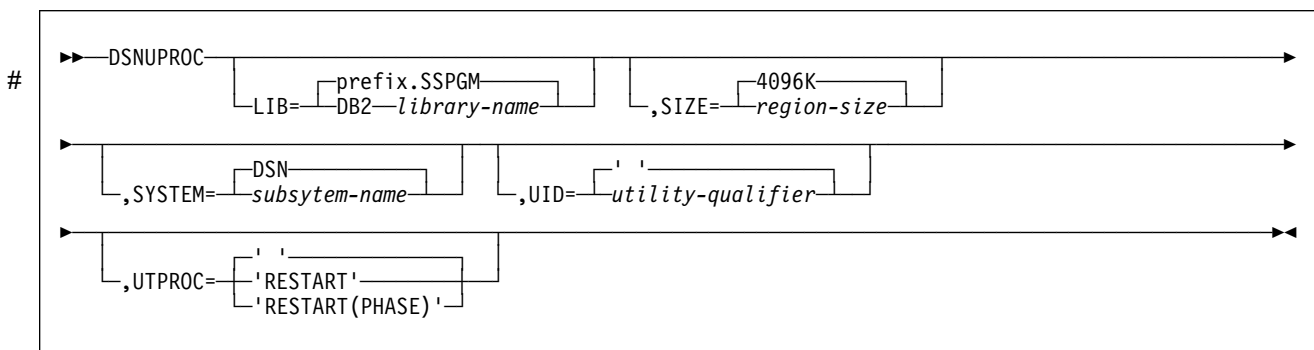 DSNUPROC
#
prefix.SSPGM 4096K
LIB= DB2 library-name ,SIZE= region-size
DSN ' '
,SYSTEM= subsytem-name ,UID= utility-qualifier
' '
,UTPROC= 'RESTART'
'RESTART(PHASE)'